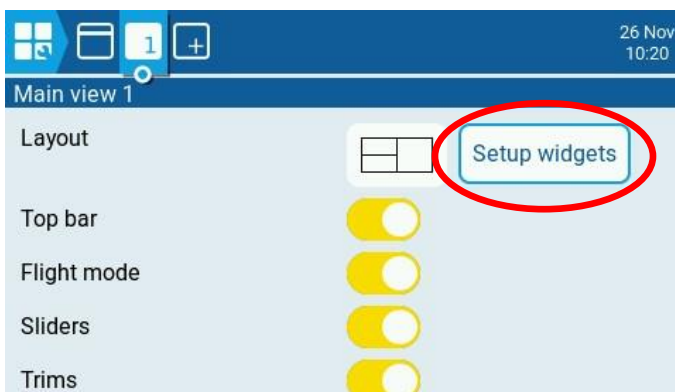 1
26 Nov
10:20
Main view 1
Layout
Setup widgets
Top bar
Flight mode
Sliders
Trims